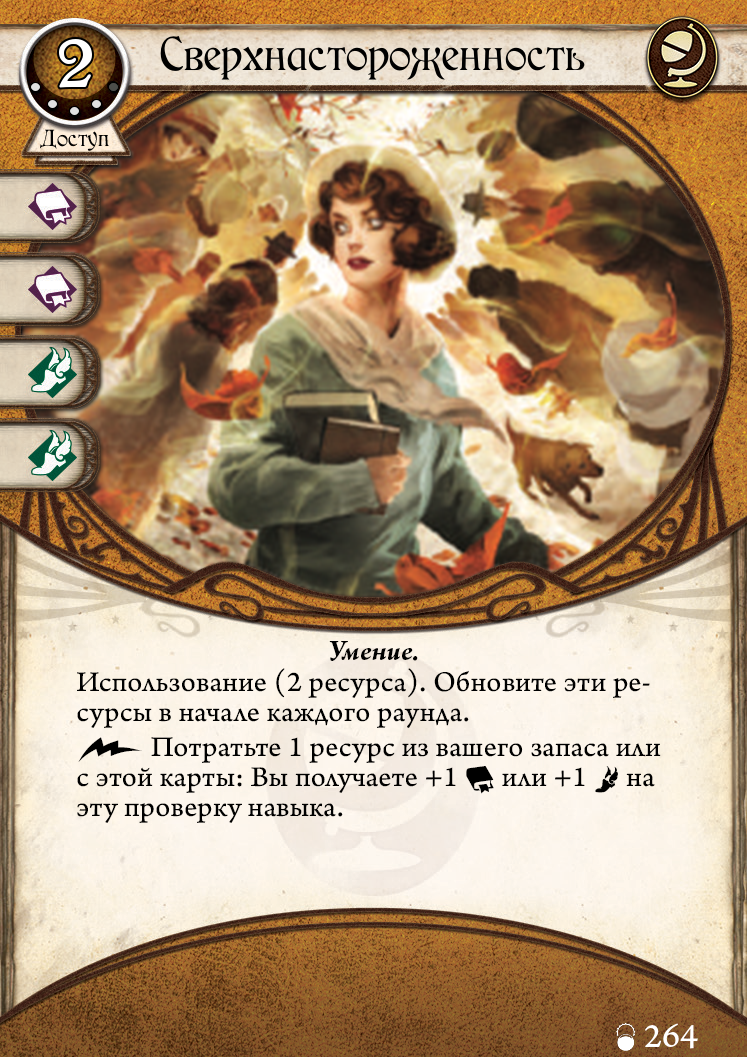 2
Сверхнастороженность
Доступ
Умение.
Использование (2 ресурса). Обновите эти ре-
сурсы в начале каждого раунда.
Потратьте 1 ресурс из вашего запаса или
с этой карты: Вы получаете +1 или +1 на
эту проверку навыка.
264